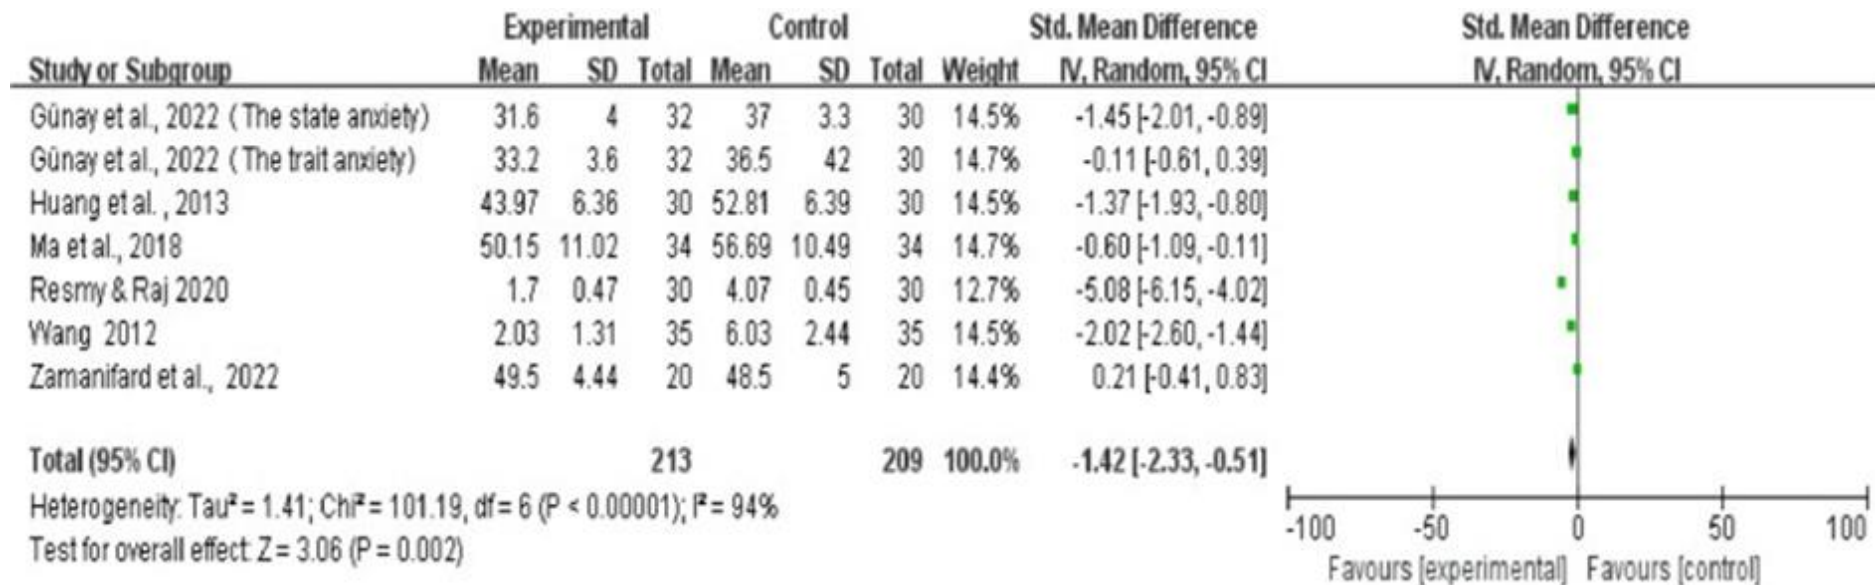 Experimental Control Std. Mean Difference Std. Mean Difference
Study or Subgroup Mean SD Total Mean SD Total Weight IV, Random, 95% CI IV, Random, 95% CI
Günay et al., 2022 (The state anxiety) 31.6 4 32 37 3.3 30 14.5% -1.45 [-2.01, -0.89]
Günay et al., 2022 (The trait anxiety) 33.2 3.6 32 36.5 42 30 14.7% -0.11 [-0.61, 0.39]
Huang et al. , 2013 43.97 6.36 30 52.81 6.39 30 14.5% -1.37 [-1.93, -0.80]
Ma et al., 2018 50.15 11.02 34 56.69 10.49 34 14.7% -0.60 [-1.09, -0.11]
Resmy & Raj 2020 1.7 0.47 30 4.07 0.45 30 12.7% -5.08 [-6.15, -4.02]
Wang 2012 2.03 1.31 35 6.03 2.44 35 14.5% -2.02 [-2.60, -1.44]
Zamanifard et al., 2022 49.5 4.44 20 48.5 5 20 14.4% 0.21 [-0.41, 0.83]
Total (95% CI) 213 209 100.0% -1.42 [-2.33, -0.51]
Heterogeneity: Tau² = 1.41; Chi² = 101.19, df = 6 (P < 0.00001); I² = 94%
Test for overall effect: Z = 3.06 (P = 0.002)
-100 -50 0 50 100
Favours [experimental] Favours [control]